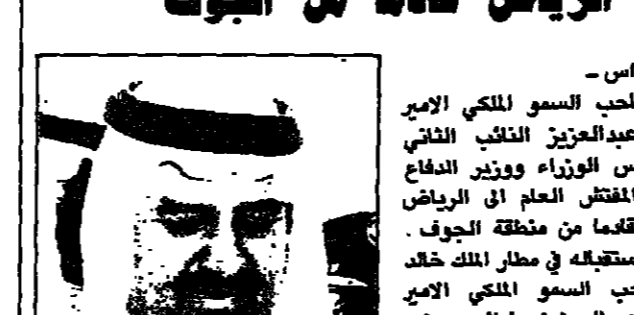 الرياض قادما من الجوف
اس -
حب السمو الملكي الامير
عبدالعزيز النائب الثاني
س الوزراء ووزير الدفاع
المفتش العام الى الرياض
قادما من منطقة الجوف .
ستقباله في مطار الملك خالد
حب السمو الملكي الامير